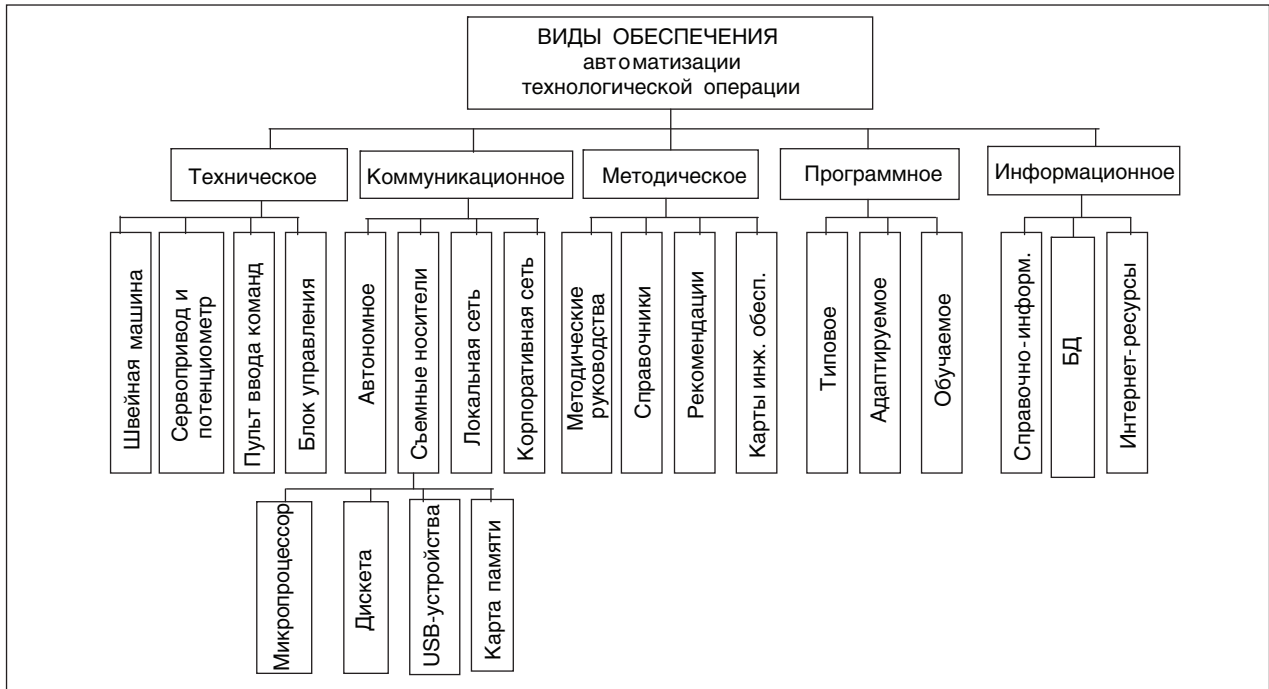 ВИДЫ ОБЕСПЕЧЕНИЯ
автоматизации
технологической операции
Техническое
Коммуникационное
Методическое
Программное
Информационное
Швейная машина
Сервопривод и
потенциометр
Пульт ввода команд
Блок управления
Автономное
Съемные носители
Локальная сеть
Корпоративная сеть
Методические
руководства
Справочники
Рекомендации
Карты инж. обесп.
Типовое
Адаптируемое
Обучаемое
Справочно-информ.
БД
Интернет-ресурсы
Микропроцессор
Дискета
USB-устройства
Карта памяти